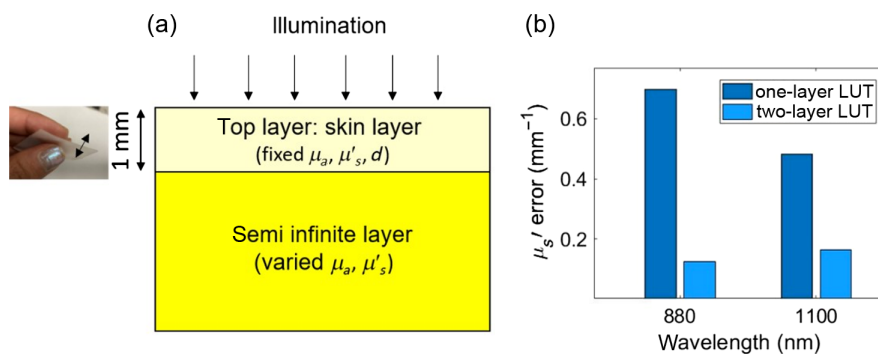 (a)
Illumination
1 mm
Top layer: skin layer
(fixed μa, μ's, d)
Semi infinite layer
(varied μa, μ's)
(b)
one-layer LUT
two-layer LUT
μs′ error (mm−1)
0.6
0.4
0.2
880
1100
Wavelength (nm)